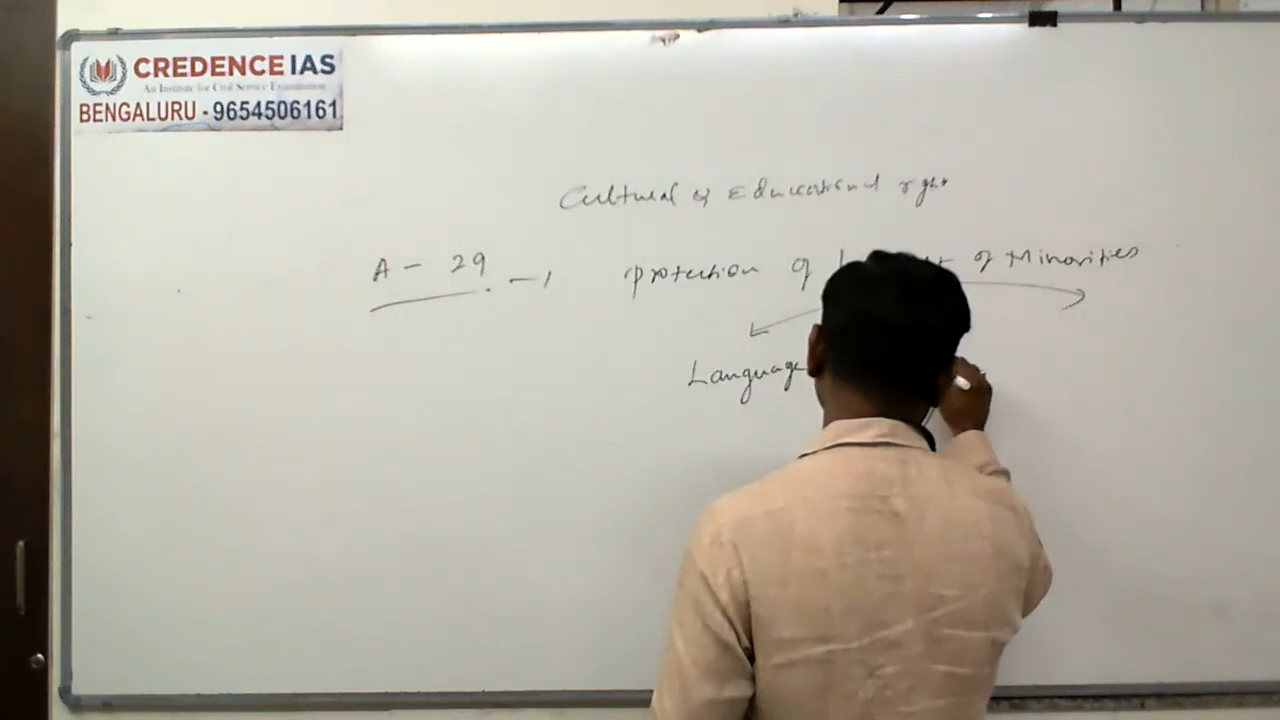 CREDENCE IAS
An Institute for Civil Service Examination
BENGALURU - 9654506161
Cultural & Educational right
A - 29 - 1 protection of of Minorities
Language